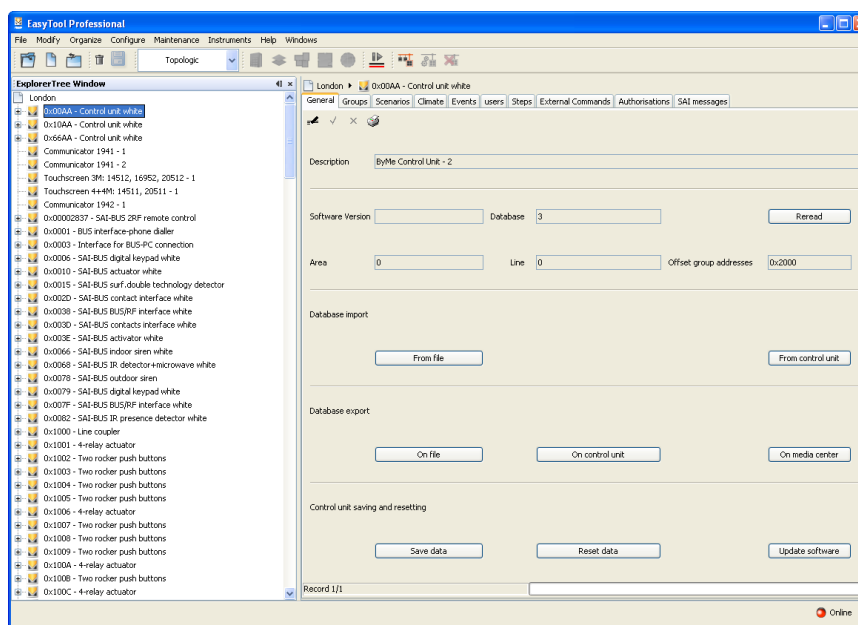 EasyTool Professional
File Modify Organize Configure Maintenance Instruments Help Windows
Topologic
ExplorerTree Window
London
0x00AA - Control unit white
0x10AA - Control unit white
0x66AA - Control unit white
Communicator 1941 - 1
Communicator 1941 - 2
Touchscreen 3M: 14512, 16952, 20512 - 1
Touchscreen 4+4M: 14511, 20511 - 1
Communicator 1942 - 1
0x00002837 - SAI-BUS 2RF remote control
0x0001 - BUS interface-phone dialler
0x0003 - Interface for BUS-PC connection
0x0006 - SAI-BUS digital keypad white
0x0010 - SAI-BUS actuator white
0x0015 - SAI-BUS surf.double technology detector
0x002D - SAI-BUS contact interface white
0x0038 - SAI-BUS BUS/RF interface white
0x003D - SAI-BUS contacts interface white
0x003E - SAI-BUS activator white
0x0066 - SAI-BUS indoor siren white
0x0068 - SAI-BUS IR detector+microwave white
0x0078 - SAI-BUS outdoor siren
0x0079 - SAI-BUS digital keypad white
0x007F - SAI-BUS BUS/RF interface white
0x0082 - SAI-BUS IR presence detector white
0x1000 - Line coupler
0x1001 - 4-relay actuator
0x1002 - Two rocker push buttons
0x1003 - Two rocker push buttons
0x1004 - Two rocker push buttons
0x1005 - Two rocker push buttons
0x1006 - 4-relay actuator
0x1007 - Two rocker push buttons
0x1008 - Two rocker push buttons
0x1009 - Two rocker push buttons
0x100A - 4-relay actuator
0x100B - Two rocker push buttons
0x100C - 4-relay actuator
London 0x00AA - Control unit white
General Groups Scenarios Climate Events users Steps External Commands Authorisations SAI messages
Description ByMe Control Unit - 2
Software Version Database 3 Reread
Area 0 Line 0 Offset group addresses 0x2000
Database import
From file From control unit
Database export
On file On control unit On media center
Control unit saving and resetting
Save data Reset data Update software
Record 1/1
Online